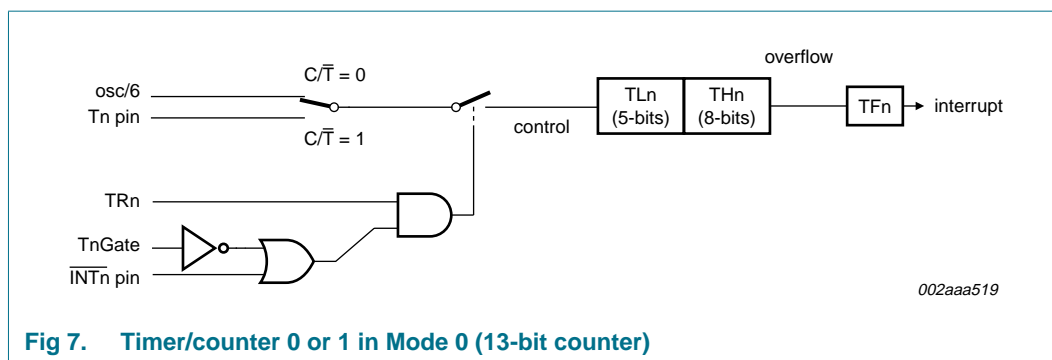 overflow
C/T̅ = 0
osc/6
Tn pin
C/T̅ = 1
control
TLn
(5-bits)
THn
(8-bits)
TFn
interrupt
TRn
TnGate
I̅N̅T̅n̅ pin
002aaa519
Fig 7. Timer/counter 0 or 1 in Mode 0 (13-bit counter)